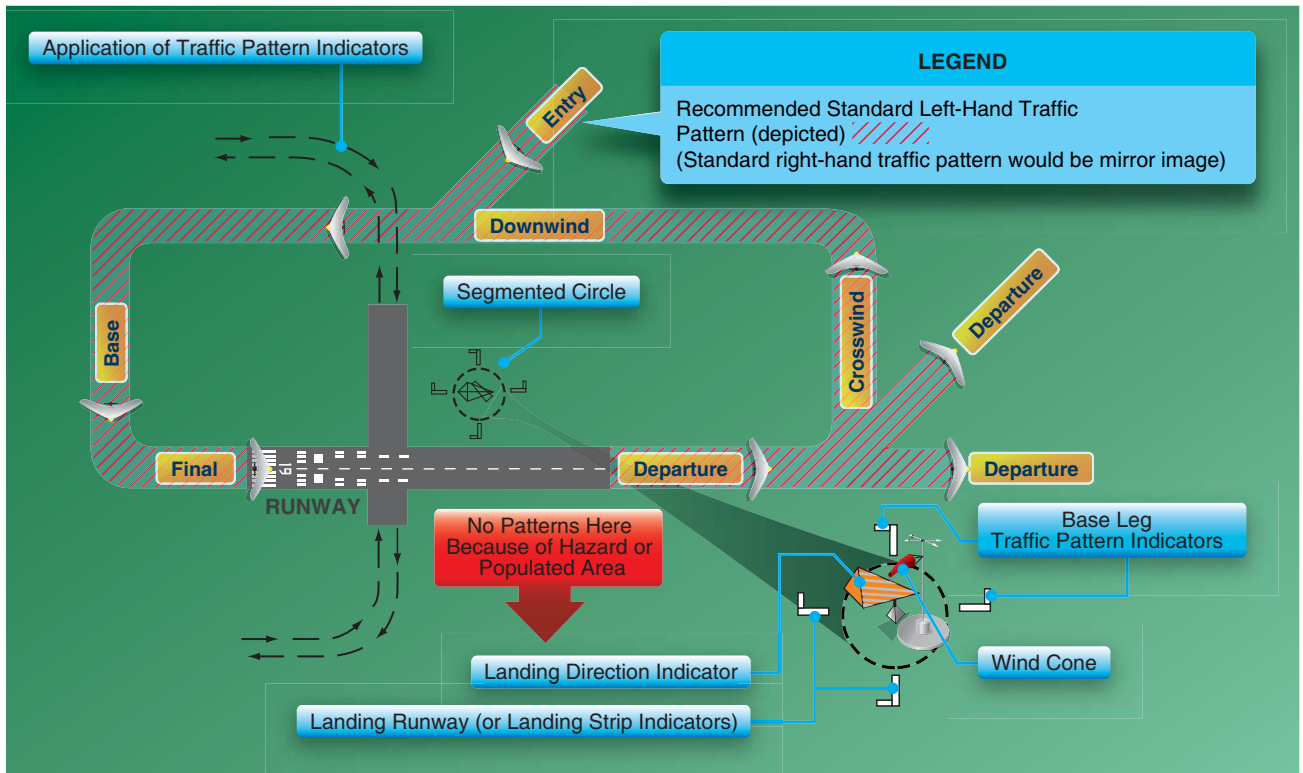 Application of Traffic Pattern Indicators
LEGEND
Recommended Standard Left-Hand Traffic
Pattern (depicted)
(Standard right-hand traffic pattern would be mirror image)
Entry
Downwind
Segmented Circle
Departure
Crosswind
Base
Final
19
RUNWAY
Departure
Departure
No Patterns Here
Because of Hazard or
Populated Area
Base Leg
Traffic Pattern Indicators
Landing Direction Indicator
Wind Cone
Landing Runway (or Landing Strip Indicators)